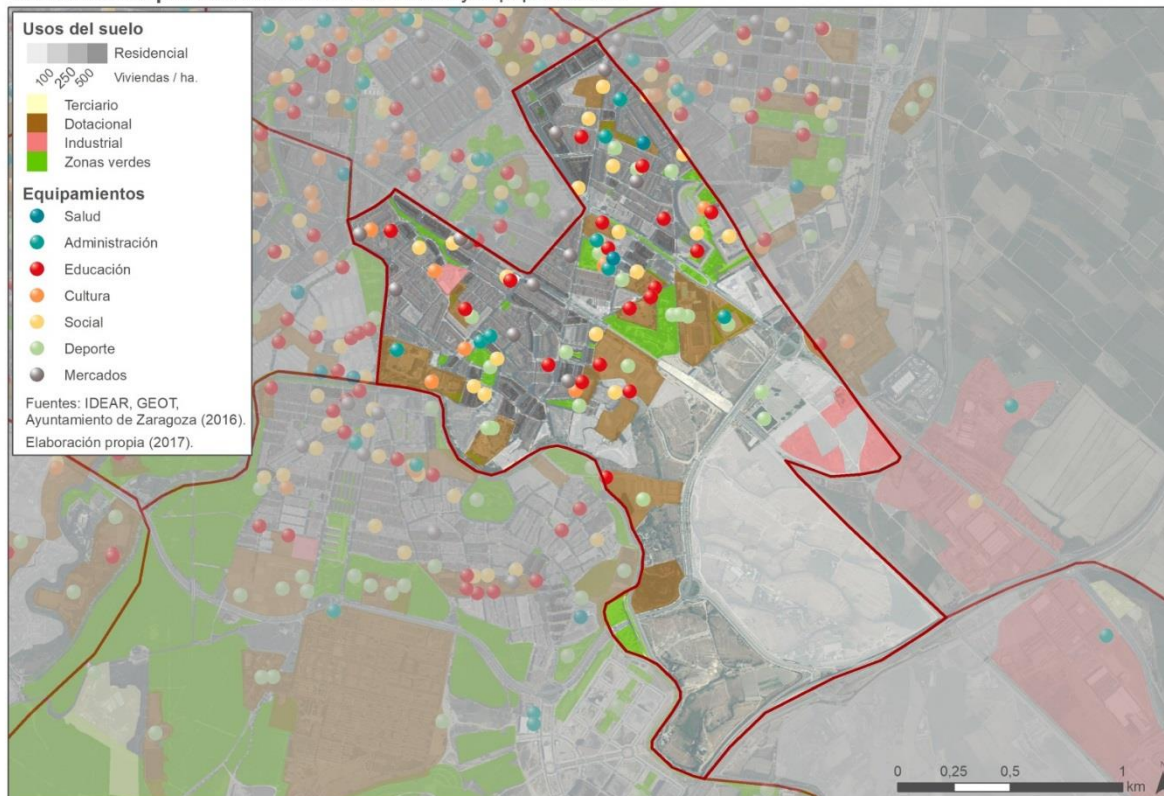 Usos del suelo
Residencial
100 250 500
Viviendas / ha.
Terciario
Dotacional
Industrial
Zonas verdes
Equipamientos
Salud
Administración
Educación
Cultura
Social
Deporte
Mercados
Fuentes: IDEAR, GEOT,
Ayuntamiento de Zaragoza (2016).
Elaboración propia (2017).
0 0,25 0,5 1
km